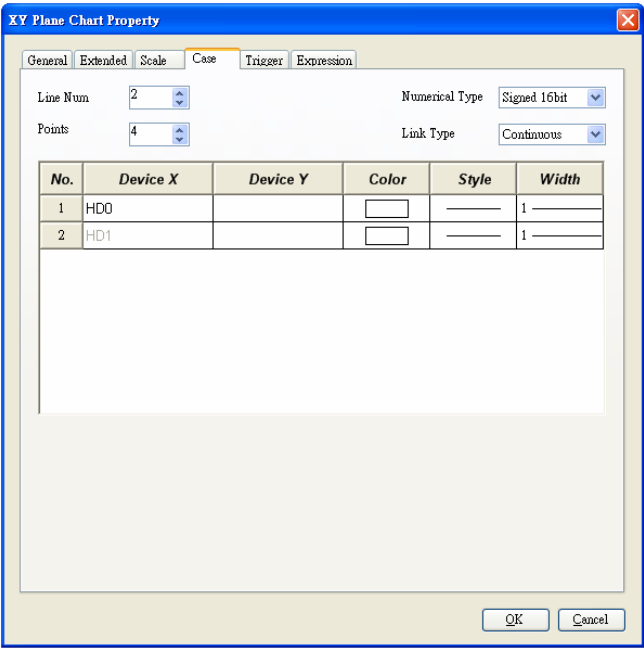 XY Plane Chart Property
General Extended Scale Case Trigger Expression
Line Num 2 Numerical Type Signed 16bit
Points 4 Link Type Continuous
No. Device X Device Y Color Style Width
1 HD0 1
2 HD1 1
OK Cancel